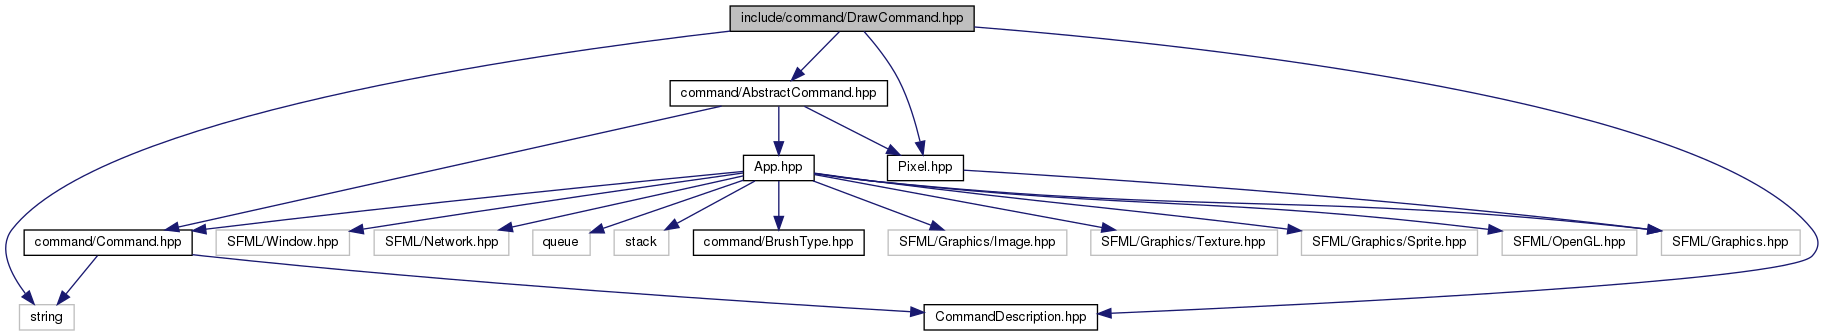 include/command/DrawCommand.hpp
command/AbstractCommand.hpp
App.hpp
Pixel.hpp
command/Command.hpp
SFML/Window.hpp
SFML/Network.hpp
queue
stack
command/BrushType.hpp
SFML/Graphics/Image.hpp
SFML/Graphics/Texture.hpp
SFML/Graphics/Sprite.hpp
SFML/OpenGL.hpp
SFML/Graphics.hpp
string
CommandDescription.hpp